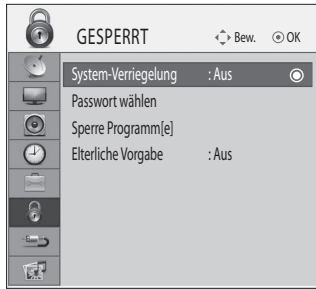 GESPERRT Bew. OK
System-Verriegelung : Aus
Passwort wählen
Sperre Programm[e]
Elterliche Vorgabe : Aus